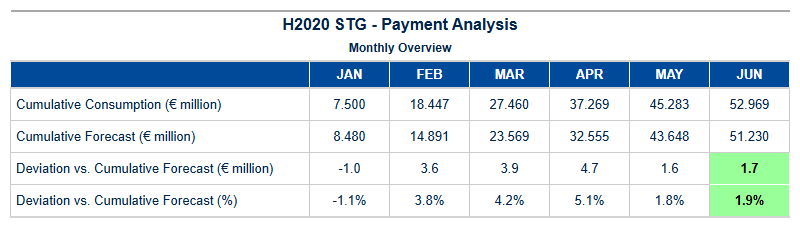 H2020 STG - Payment Analysis
Monthly Overview
JAN FEB MAR APR MAY JUN
Cumulative Consumption (€ million) 7.500 18.447 27.460 37.269 45.283 52.969
Cumulative Forecast (€ million) 8.480 14.891 23.569 32.555 43.648 51.230
Deviation vs. Cumulative Forecast (€ million) -1.0 3.6 3.9 4.7 1.6 1.7
Deviation vs. Cumulative Forecast (%) -1.1% 3.8% 4.2% 5.1% 1.8% 1.9%